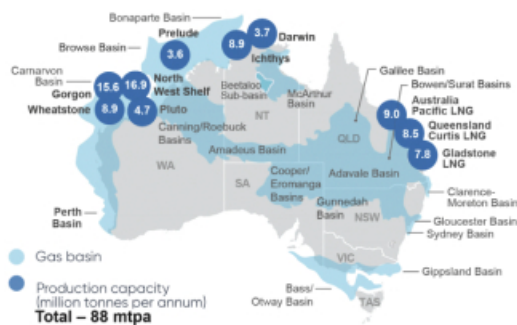 Bonaparte Basin
Prelude
3.7
Darwin
8.9
Browse Basin
3.6
Ichthys
Carnarvon
Basin
15.6
16.9
North
West Shelf
Gorgon
Beetaloo
Sub-basin
McArthur
Basin
Galilee Basin
Bowen/Surat Basins
Wheatstone
8.9
4.7
Pluto
NT
Australia
Pacific LNG
9.0
Canning/Roebuck
Basins
QLD
Queensland
Curtis LNG
8.5
Amadeus Basin
7.8
Gladstone
LNG
WA
Adavale Basin
Cooper/
Eromanga
Basins
SA
Clarence-
Moreton Basin
Gunnedah
Basin
NSW
Perth
Basin
Gloucester Basin
Sydney Basin
Gas basin
VIC
Gippsland Basin
Production capacity
(million tonnes per annum)
Total – 88 mtpa
Bass/
Otway Basin
TAS